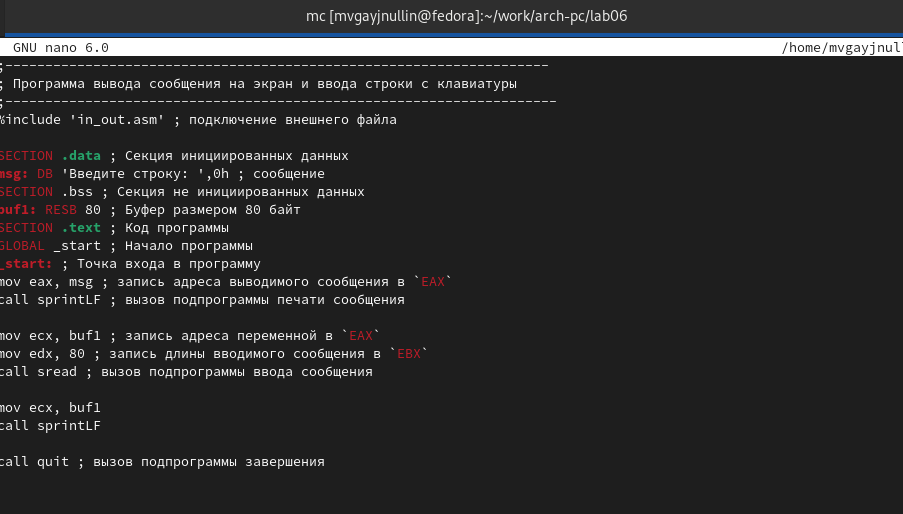 mc [mvgayjnullin@fedora]:~/work/arch-pc/lab06
GNU nano 6.0 /home/mvgayjnull
;--------------------------------------------------------------------
; Программа вывода сообщения на экран и ввода строки с клавиатуры
;---------------------------------------------------------------------
%include 'in_out.asm' ; подключение внешнего файла
SECTION .data ; Секция инициированных данных
msg: DB 'Введите строку: ',0h ; сообщение
SECTION .bss ; Секция не инициированных данных
buf1: RESB 80 ; Буфер размером 80 байт
SECTION .text ; Код программы
GLOBAL _start ; Начало программы
_start: ; Точка входа в программу
mov eax, msg ; запись адреса выводимого сообщения в `EAX`
call sprintLF ; вызов подпрограммы печати сообщения
mov ecx, buf1 ; запись адреса переменной в `EAX`
mov edx, 80 ; запись длины вводимого сообщения в `EBX`
call sread ; вызов подпрограммы ввода сообщения
mov ecx, buf1
call sprintLF
call quit ; вызов подпрограммы завершения